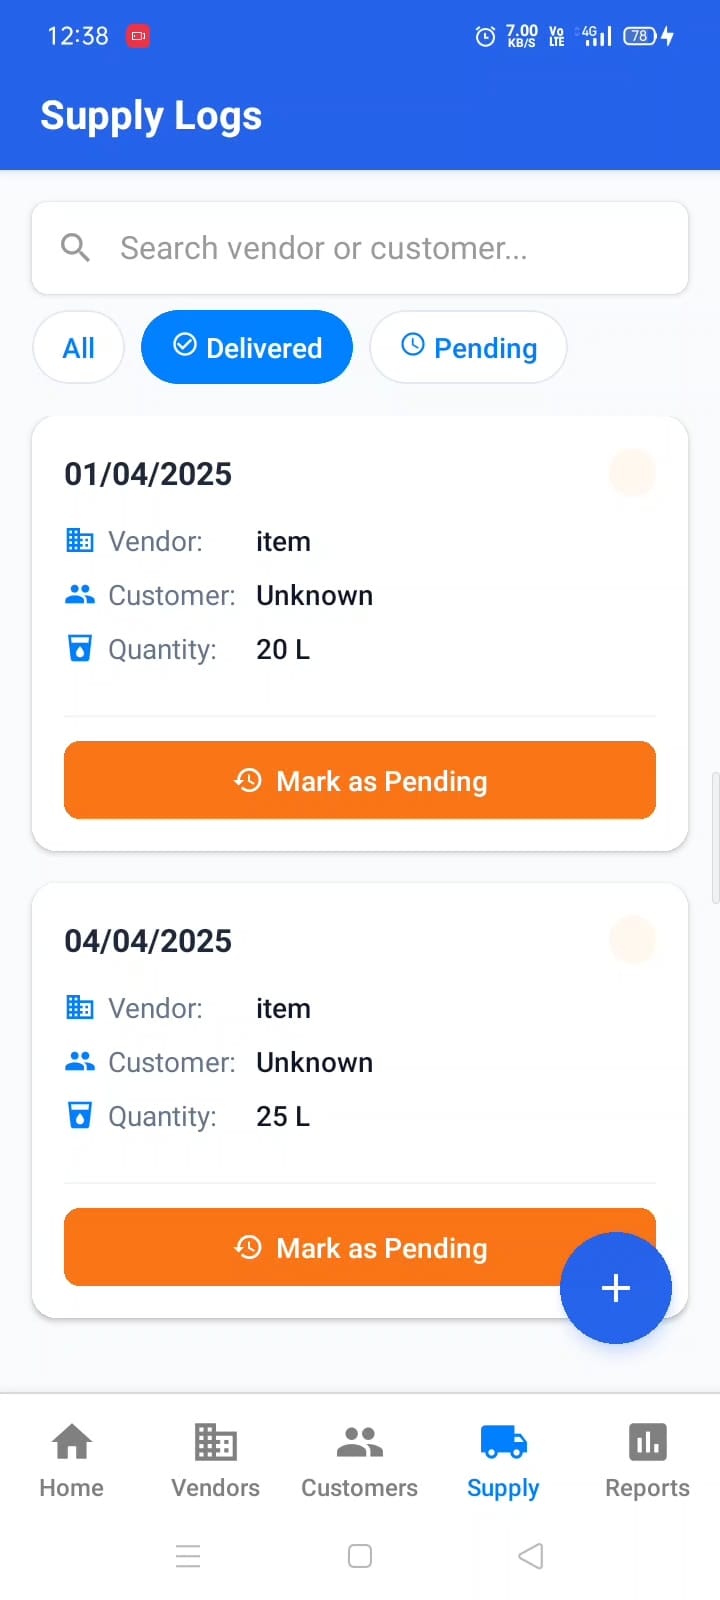 12:38 7.00 KB/S Vo LTE 4G 78
Supply Logs
Search vendor or customer...
All Delivered Pending
01/04/2025
Vendor: item
Customer: Unknown
Quantity: 20 L
Mark as Pending
04/04/2025
Vendor: item
Customer: Unknown
Quantity: 25 L
Mark as Pending
+
Home Vendors Customers Supply Reports